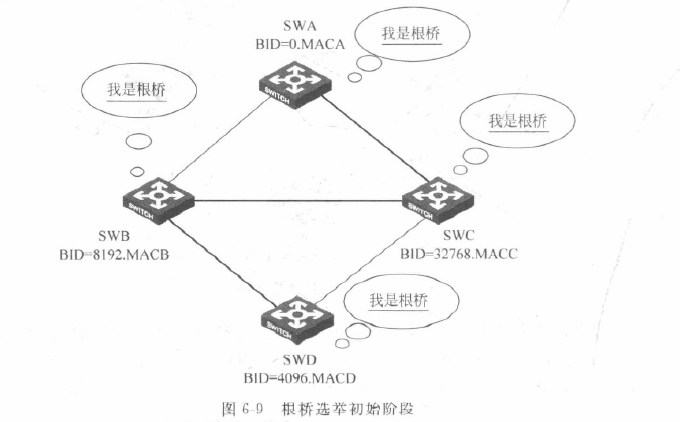 SWA
BID=0.MACA
我是根桥
我是根桥
我是根桥
SWITCH
SWITCH
SWITCH
SWB
BID=8192.MACB
SWC
BID=32768.MACC
我是根桥
SWITCH
SWD
BID=4096.MACD
图 6-9 根桥选举初始阶段